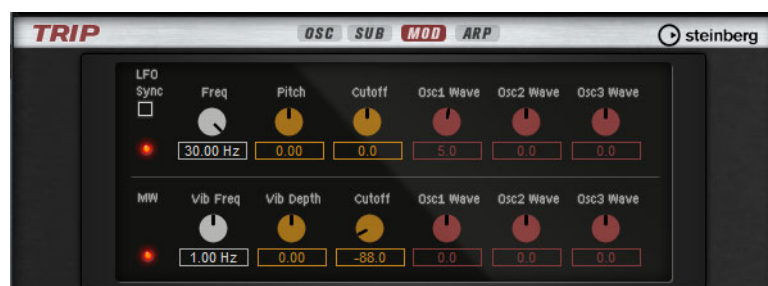 TRIP OSC SUB MOD ARP steinberg
LFO
Sync Freq Pitch Cutoff Osc1 Wave Osc2 Wave Osc3 Wave
30.00 Hz 0.00 0.0 5.0 0.0 0.0
MW Vib Freq Vib Depth Cutoff Osc1 Wave Osc2 Wave Osc3 Wave
1.00 Hz 0.00 -88.0 0.0 0.0 0.0